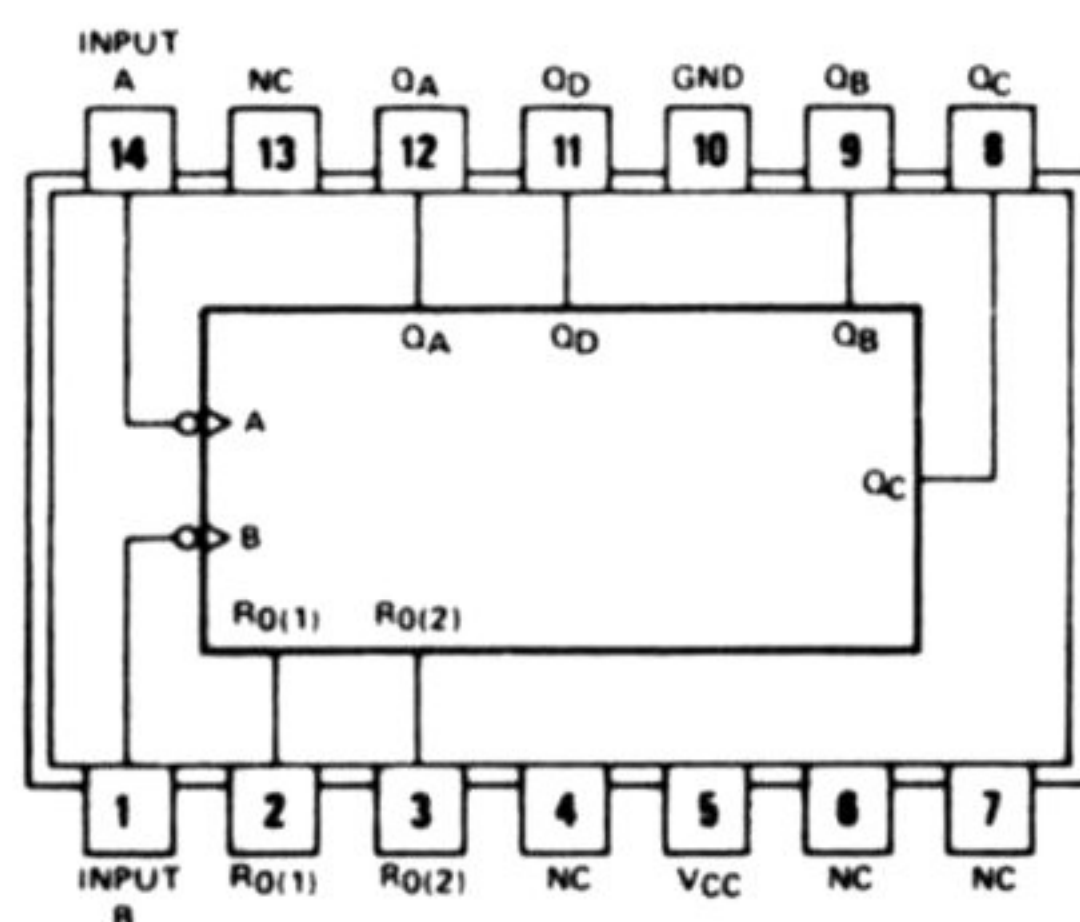 INPUT
A NC QA QD GND QB QC
14 13 12 11 10 9 8
QA QD QB
A
QC
B
R0(1) R0(2)
1 2 3 4 5 6 7
INPUT R0(1) R0(2) NC VCC NC NC
B